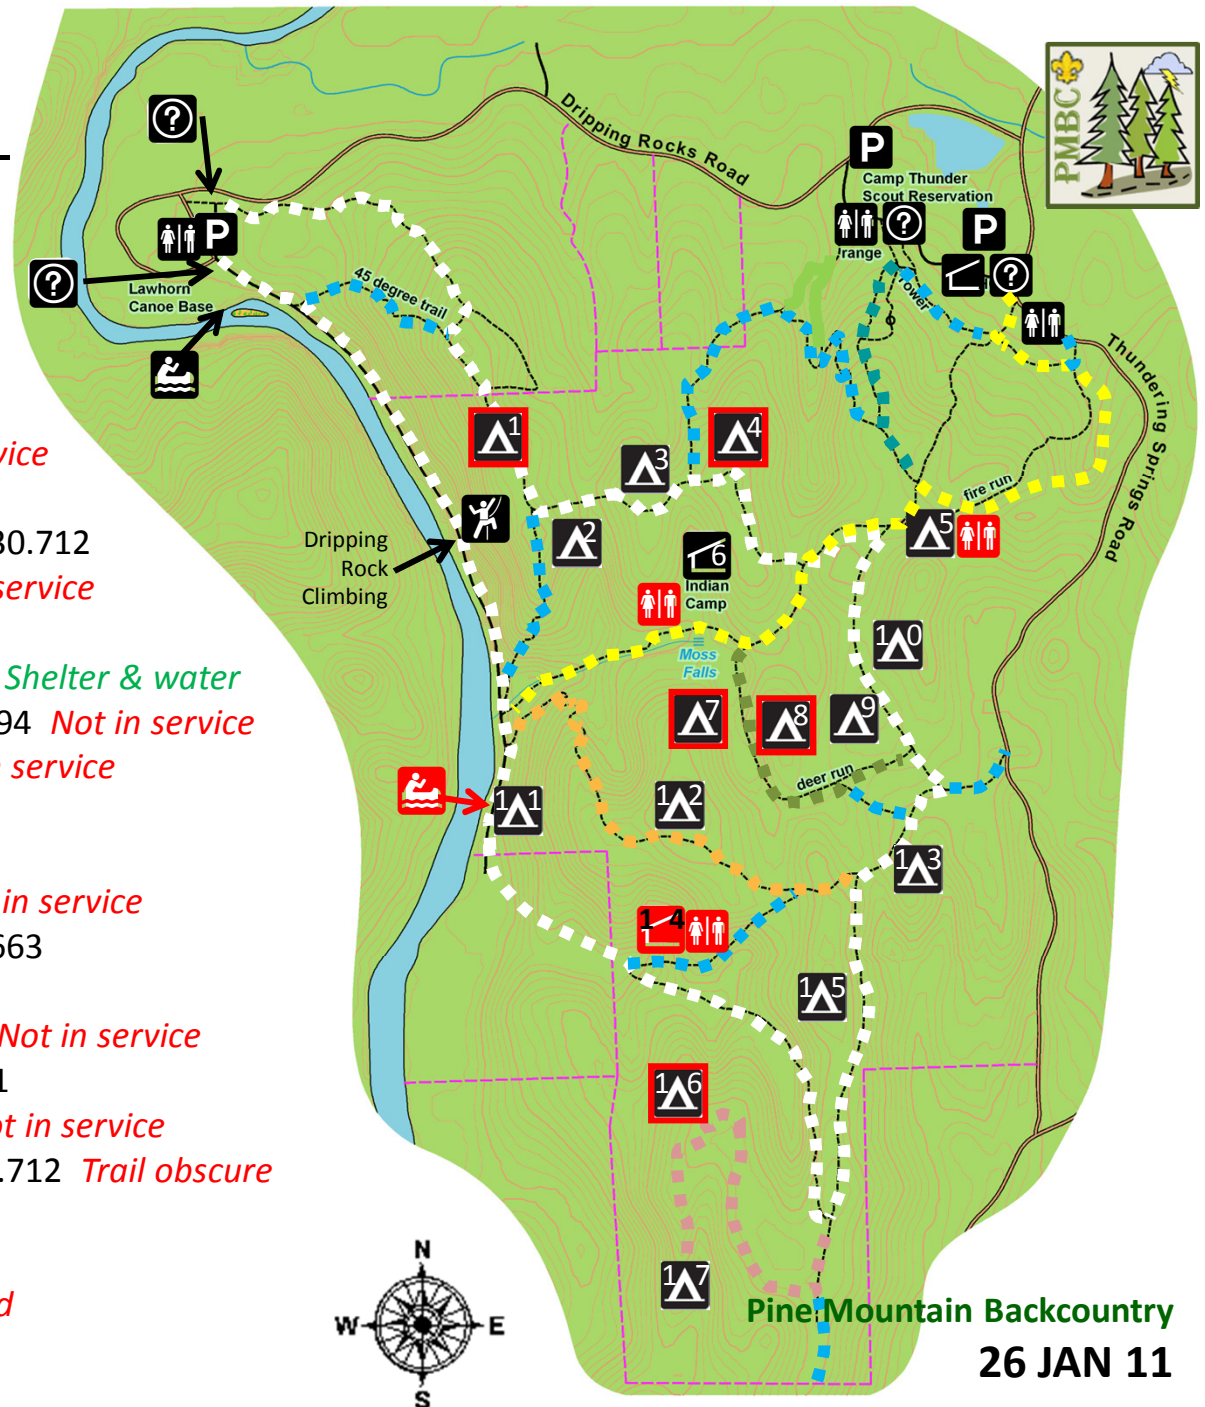 PMBC
Dripping Rocks Road
P
Camp Thunder
Scout Reservation
?
P
?
P
range
?
tower
?
Lawhorn
Canoe Base
45 degree trail
Thundering Springs Road
1
4
vice
3
fire run
30.712
2
5
Dripping
Rock
Climbing
6
Indian
Camp
service
10
Shelter & water
Moss
Falls
94 Not in service
7
8
9
service
deer run
11
12
13
in service
14
663
15
Not in service
1
16
ot in service
.712 Trail obscure
N
W
E
S
17
d
Pine Mountain Backcountry
26 JAN 11